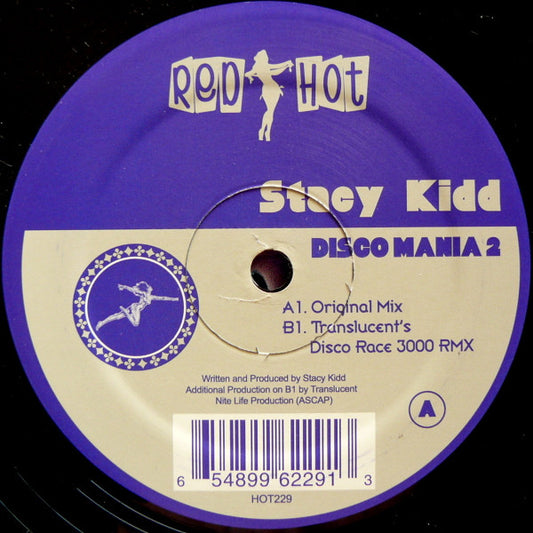 Red Hot
Stacy Kidd
DISCO MANIA 2
A1. Original Mix
B1. Translucent's
Disco Race 3000 RMX
Written and Produced by Stacy Kidd
Additional Production on B1 by Translucent
Nite Life Production (ASCAP)
A
6 54899 62291 3
HOT229